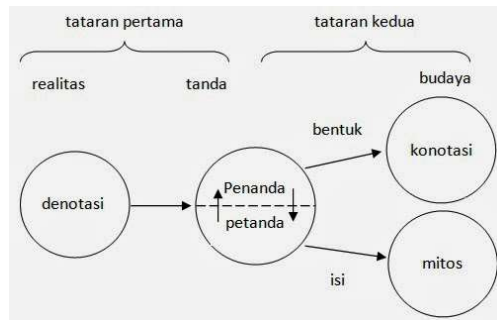 tataran pertama
tataran kedua
realitas
tanda
budaya
bentuk
konotasi
denotasi
Penanda
petanda
mitos
isi